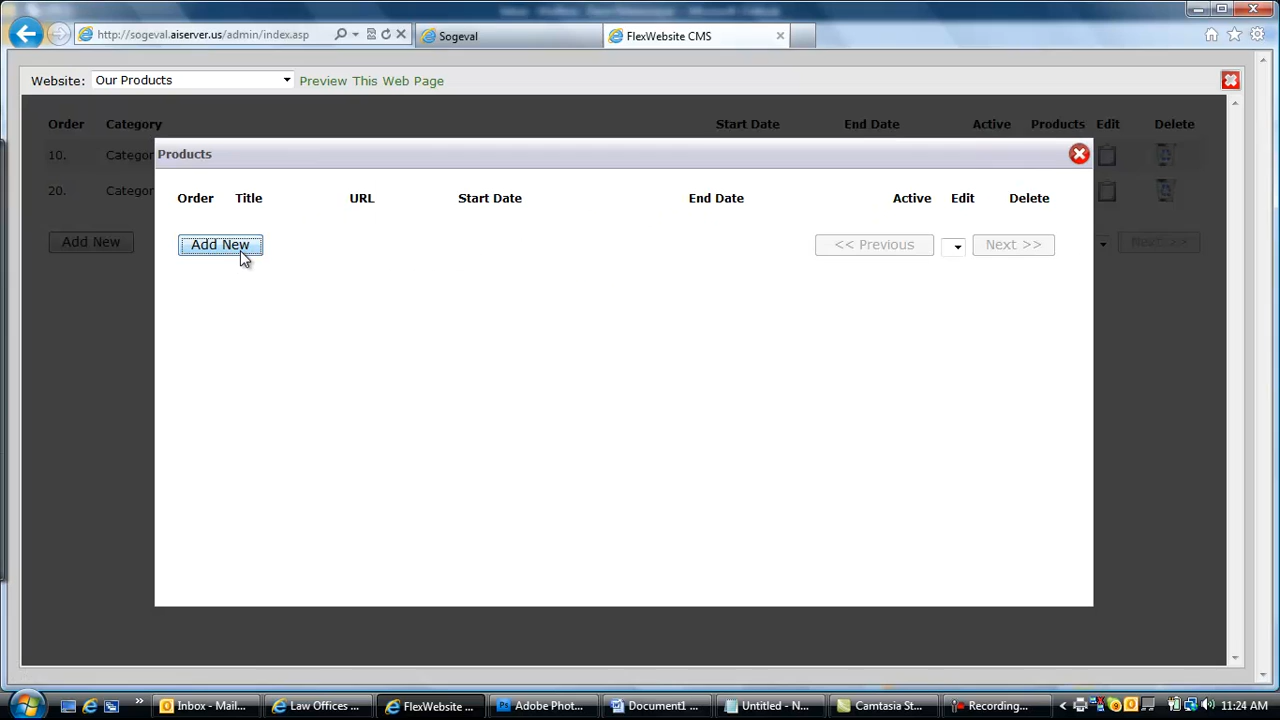 http://sogeval.aiserver.us/admin/index.asp
Sogeval
FlexWebsite CMS
Website: Our Products
Preview This Web Page
Order Category Start Date End Date Active Products Edit Delete
Products
10. Categor
Order Title URL Start Date End Date Active Edit Delete
20. Categor
Add New
Add New << Previous Next >>
Next >>
Inbox - Mail...
Law Offices ...
FlexWebsite ...
Adobe Phot...
Document1 ...
Untitled - N...
Camtasia St...
Recording...
11:24 AM